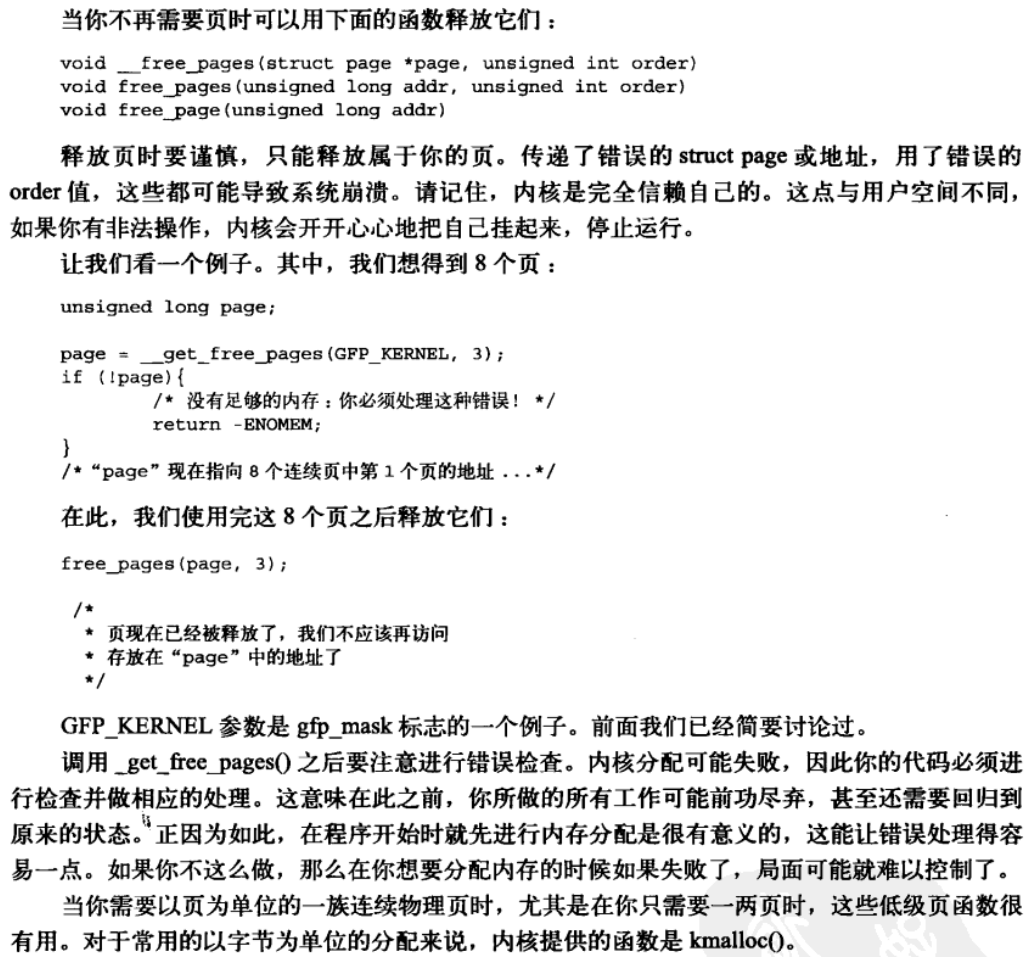 当你不再需要页时可以用下面的函数释放它们：
void __free_pages(struct page *page, unsigned int order)
void free_pages(unsigned long addr, unsigned int order)
void free_page(unsigned long addr)
释放页时要谨慎，只能释放属于你的页。传递了错误的 struct page 或地址，用了错误的
order 值，这些都可能导致系统崩溃。请记住，内核是完全信赖自己的。这点与用户空间不同，
如果你有非法操作，内核会开开心心地把自己挂起来，停止运行。
让我们看一个例子。其中，我们想得到 8 个页：
unsigned long page;
page = __get_free_pages(GFP_KERNEL, 3);
if (!page){
/* 没有足够的内存：你必须处理这种错误！ */
return -ENOMEM;
}
/* “page” 现在指向 8 个连续页中第 1 个页的地址 ...*/
在此，我们使用完这 8 个页之后释放它们：
free_pages(page, 3);
/*
* 页现在已经被释放了，我们不应该再访问
* 存放在 “page” 中的地址了
*/
GFP_KERNEL 参数是 gfp_mask 标志的一个例子。前面我们已经简要讨论过。
调用 _get_free_pages() 之后要注意进行错误检查。内核分配可能失败，因此你的代码必须进
行检查并做相应的处理。这意味在此之前，你所做的所有工作可能前功尽弃，甚至还需要回归到
原来的状态。正因为如此，在程序开始时就先进行内存分配是很有意义的，这能让错误处理得容
易一点。如果你不这么做，那么在你想要分配内存的时候如果失败了，局面可能就难以控制了。
当你需要以页为单位的一族连续物理页时，尤其是在你只需要一两页时，这些低级页函数很
有用。对于常用的以字节为单位的分配来说，内核提供的函数是 kmalloc()。